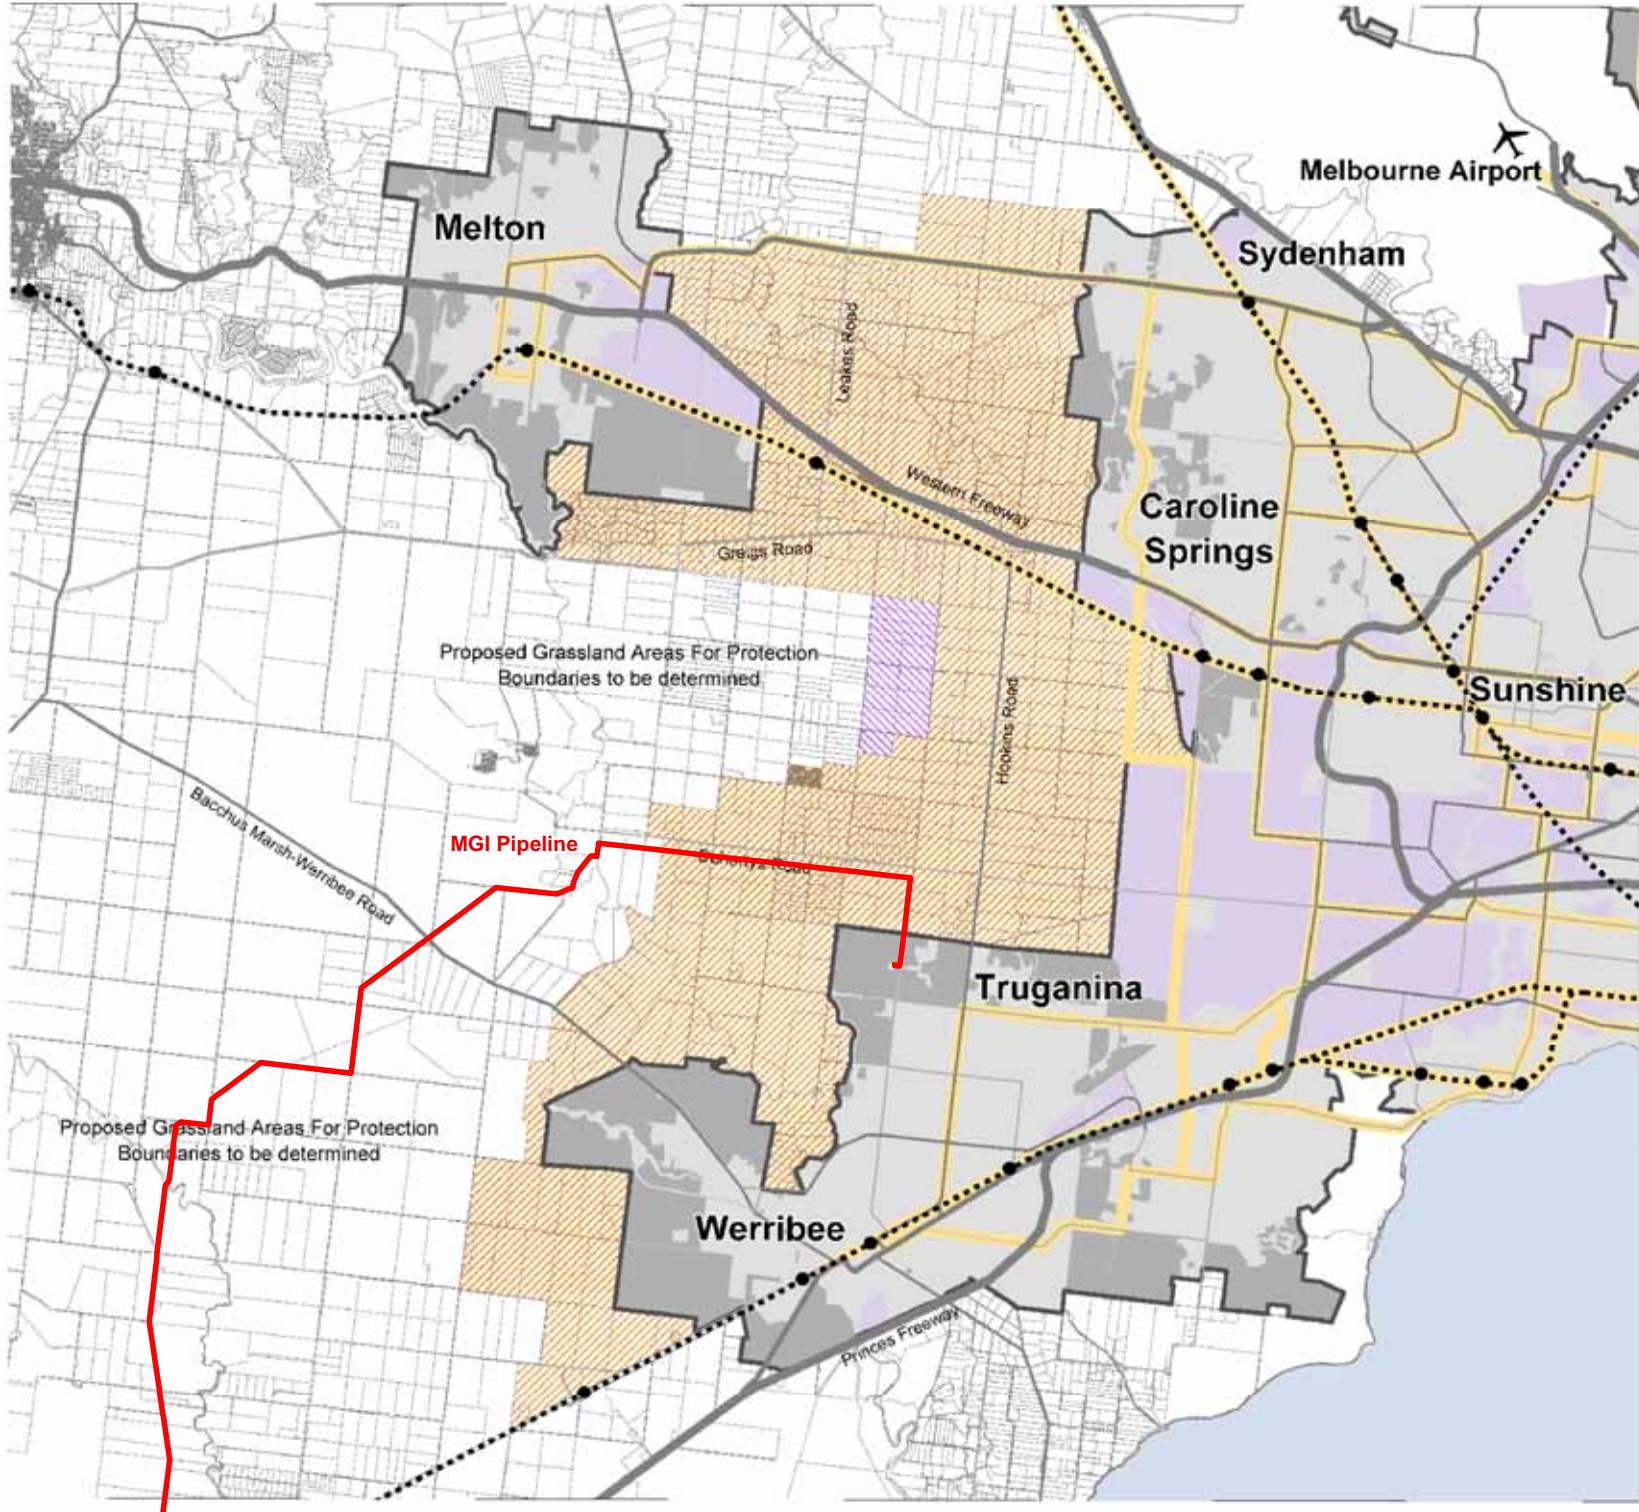 Melbourne Airport
Melton
Sydenham
Leakes Road
Western Freeway
Caroline
Springs
Greigs Road
Proposed Grassland Areas For Protection
Boundaries to be determined
Sunshine
Hopkins Road
Bacchus Marsh-Werribee Road
MGI Pipeline
Dohertys Road
Truganina
Proposed Grassland Areas For Protection
Boundaries to be determined
Werribee
Princes Freeway